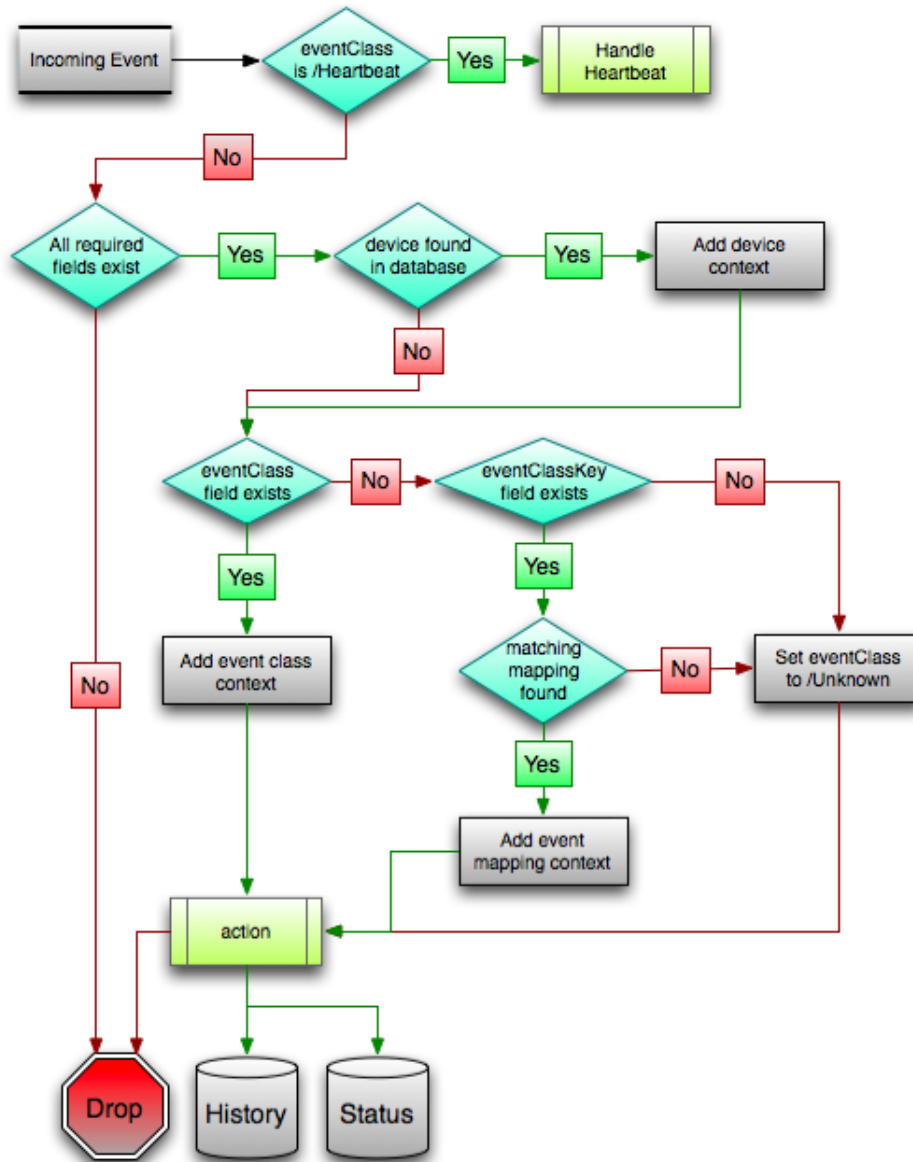 Incoming Event
eventClass
is /Heartbeat
Yes
Handle
Heartbeat
No
All required
fields exist
Yes
device found
in database
Yes
Add device
context
No
eventClass
field exists
No
eventClassKey
field exists
No
Yes
Yes
Add event class
context
matching
mapping
found
No
Set eventClass
to /Unknown
No
Yes
Add event
mapping context
action
Drop
History
Status